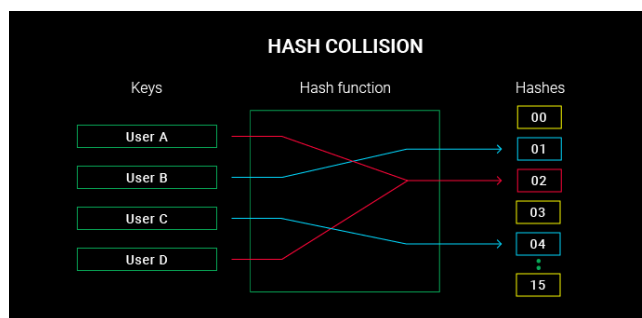 HASH COLLISION
Keys
Hash function
Hashes
User A
User B
User C
User D
00
01
02
03
04
15